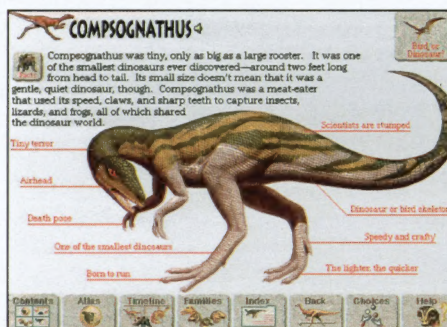 COMPSOGNATHUS
Bird or
Dinosaur?
Compsognathus was tiny, only as big as a large rooster. It was one
of the smallest dinosaurs ever discovered—around two feet long
from head to tail. Its small size doesn't mean that it was a
gentle, quiet dinosaur, though. Compsognathus was a meat-eater
that used its speed, claws, and sharp teeth to capture insects,
lizards, and frogs, all of which shared
the dinosaur world.
Scientists are stumped
Tiny terror
Airhead
Death pose
Dinosaur or bird skeleton
One of the smallest dinosaurs
Speedy and crafty
Born to run
The lighter, the quicker
Contents
Atlas
Timeline
Families
Index
Back
Choices
Help